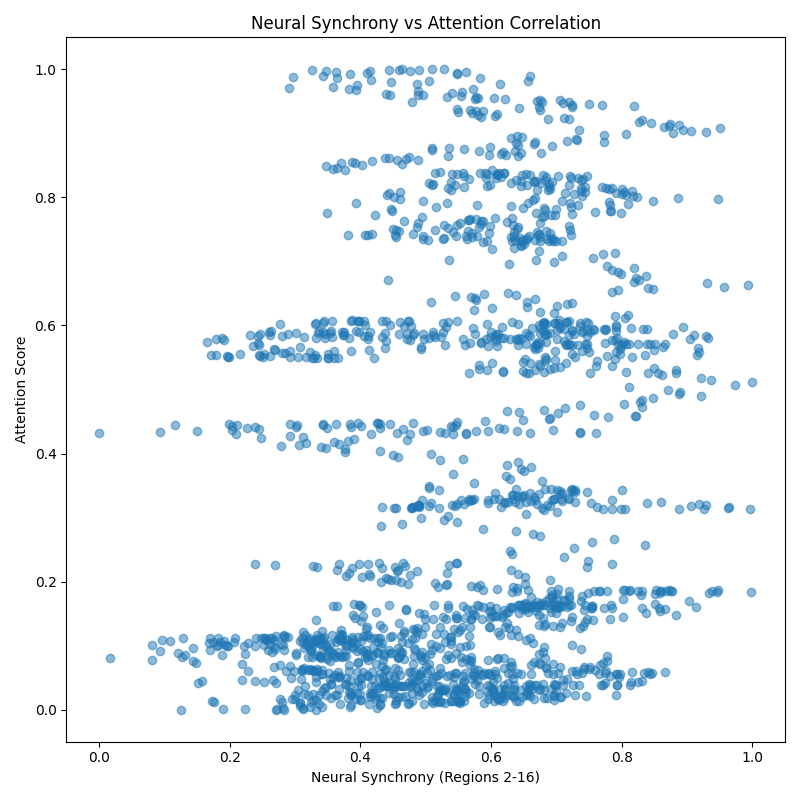 Neural Synchrony vs Attention Correlation
Attention Score
1.0
0.8
0.6
0.4
0.2
0.0
0.0 0.2 0.4 0.6 0.8 1.0
Neural Synchrony (Regions 2-16)